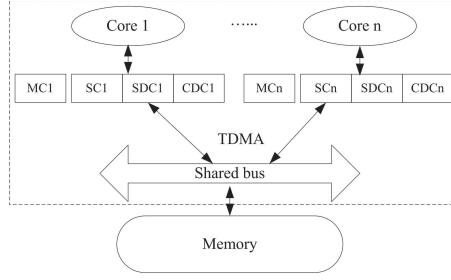 Core 1 ...... Core n
MC1 SC1 SDC1 CDC1 MCn SCn SDCn CDCn
TDMA
Shared bus
Memory